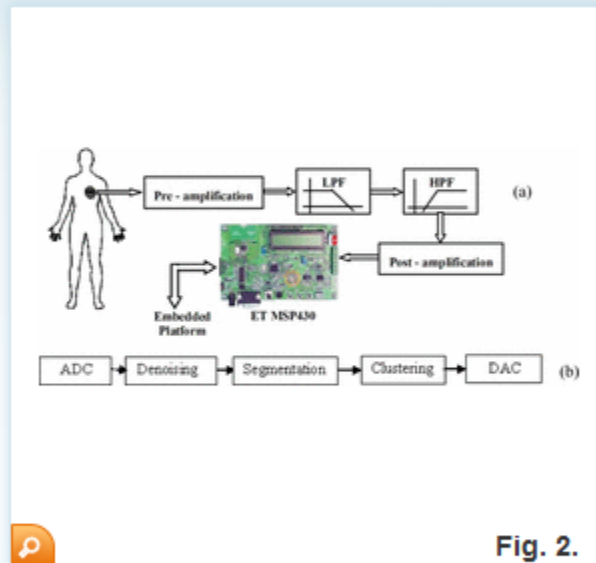 LPF
HPF
Pre - amplification
(a)
Post - amplification
Embedded
Platform
ET MSP430
ADC
Denoising
Segmentation
Clustering
DAC
(b)
Fig. 2.